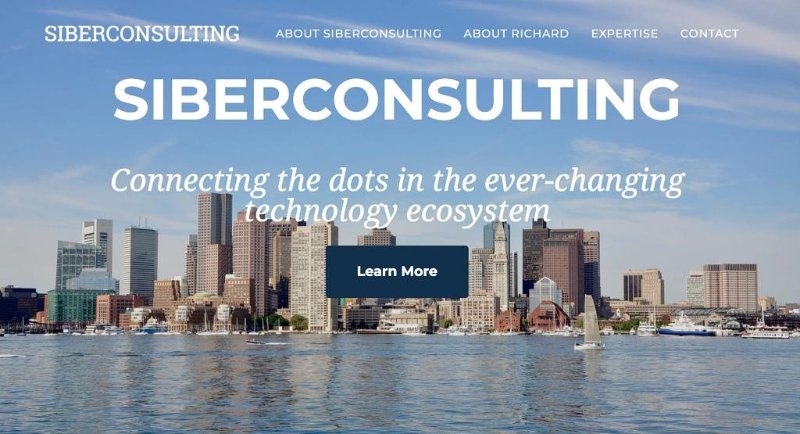 SIBERCONSULTING
ABOUT SIBERCONSULTING
ABOUT RICHARD
EXPERTISE
CONTACT
SIBERCONSULTING
Connecting the dots in the ever-changing
technology ecosystem
Learn More